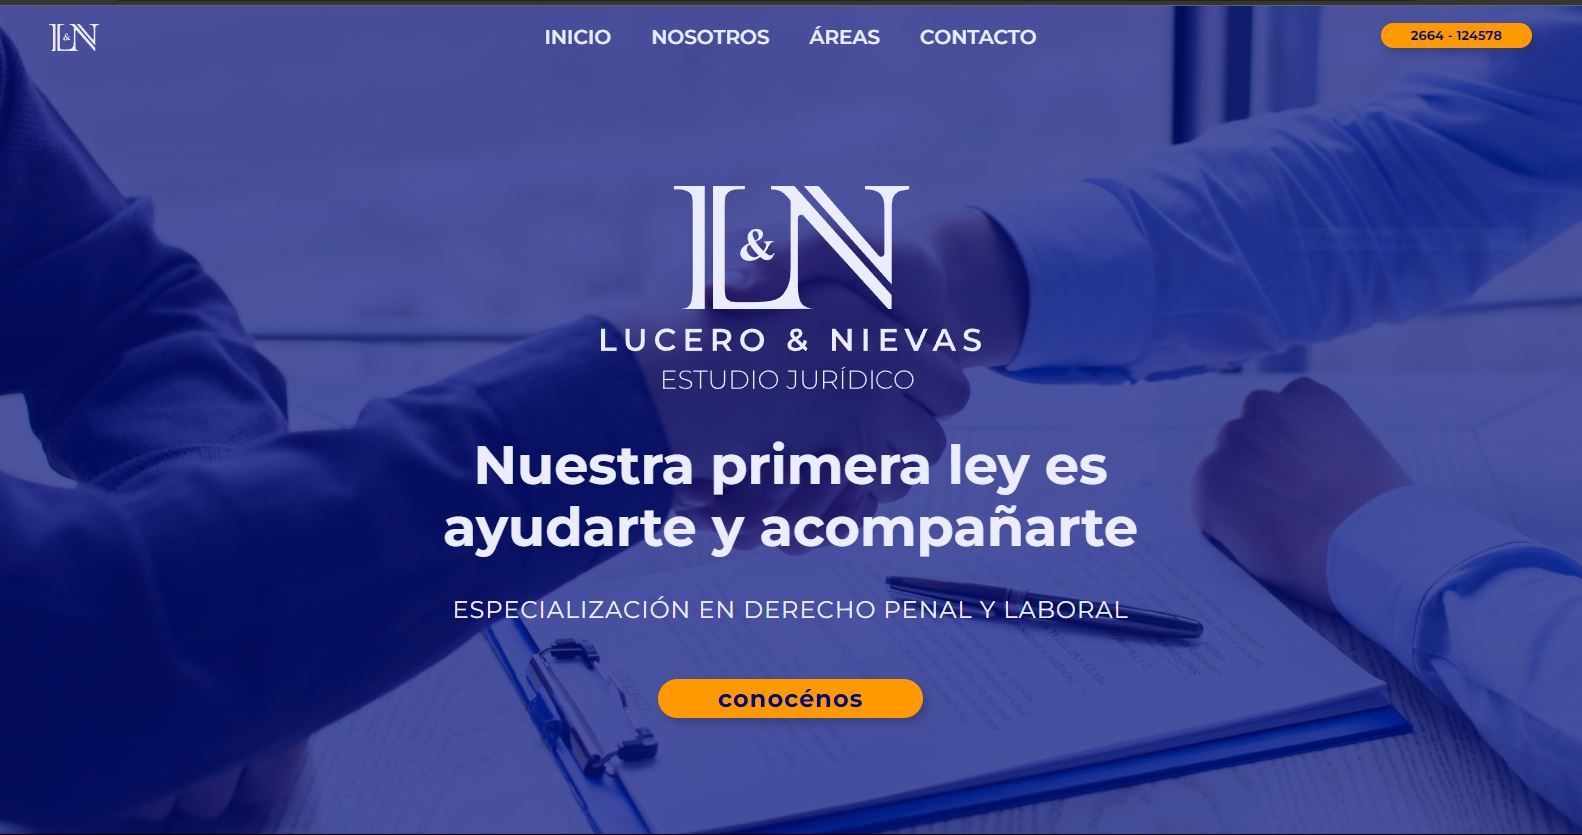 L&N
INICIO NOSOTROS ÁREAS CONTACTO
2664 - 124578
L&N
LUCERO & NIEVAS
ESTUDIO JURÍDICO
Nuestra primera ley es
ayudarte y acompañarte
ESPECIALIZACIÓN EN DERECHO PENAL Y LABORAL
conocénos